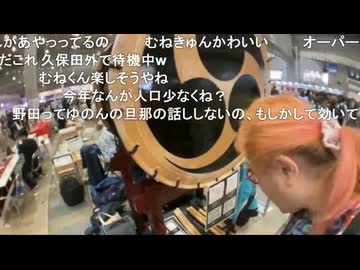 んがあやっってるの むねきゅんかわいい オーパー
だこれ 久保田外で待機中w
むねくん楽しそうやね
今年なんか人口少なくね？
野田ってゆのんの旦那の話ししないの、もしかして効いて